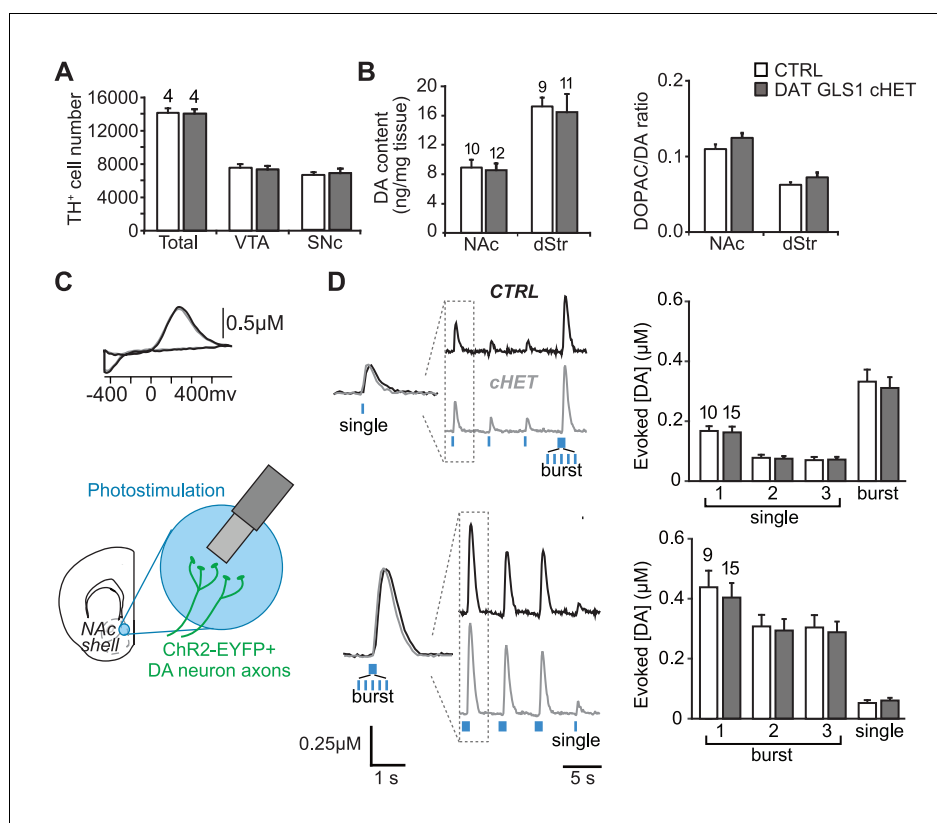 A
TH⁺ cell number
16000
12000
8000
4000
0
4 4
Total VTA SNc
B
DA content
(ng/mg tissue)
20
16
12
8
4
0
10 12
9 11
NAc dStr
CTRL
DAT GLS1 cHET
DOPAC/DA ratio
0.2
0.1
0.0
NAc dStr
C
0.5µM
-400 0 400mv
Photostimulation
NAc
shell
ChR2-EYFP+
DA neuron axons
D
CTRL
cHET
single
burst
Evoked [DA] (µM)
0.6
0.4
0.2
0
10 15
1 2 3 burst
single
burst
single
0.25µM
1 s
5 s
Evoked [DA] (µM)
0.6
0.4
0.2
0
9 15
1 2 3 single
burst